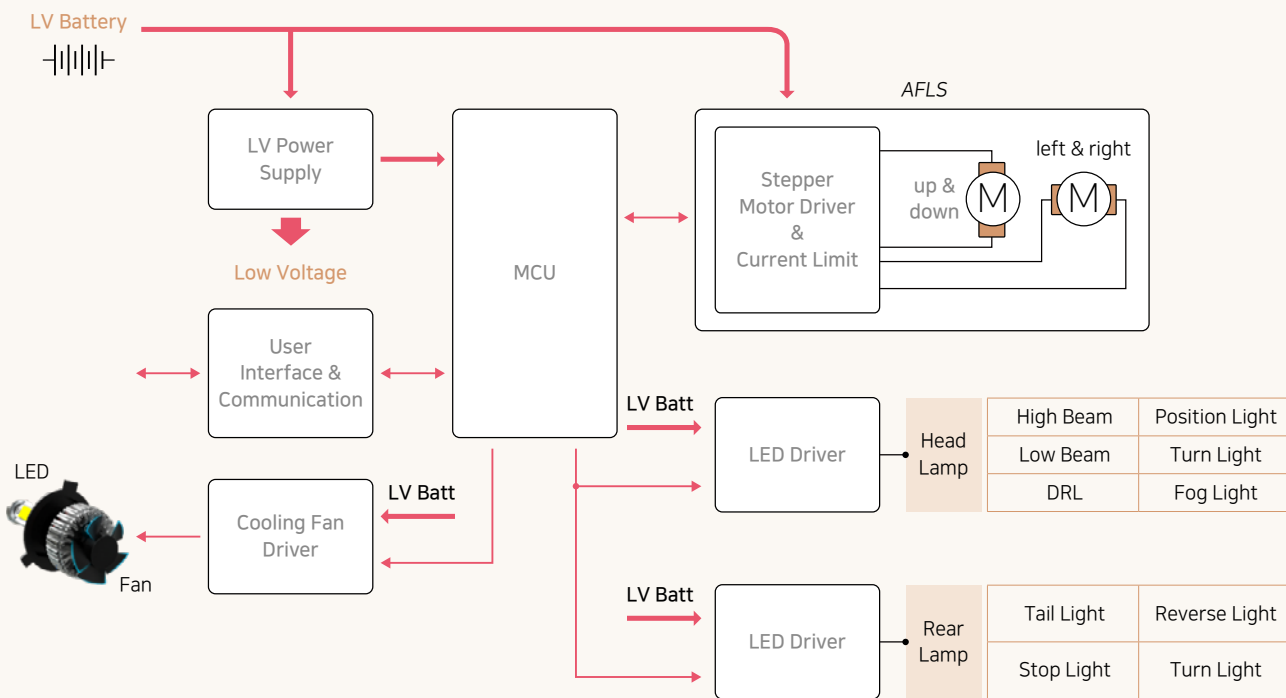 LV Battery
AFLS
LV Power
Supply
Low Voltage
MCU
Stepper
Motor Driver
&
Current Limit
up &
down
M
left & right
M
User
Interface &
Communication
LV Batt
LED Driver
Head
Lamp
High Beam
Position Light
Low Beam
Turn Light
DRL
Fog Light
LED
Fan
Cooling Fan
Driver
LV Batt
LV Batt
LED Driver
Rear
Lamp
Tail Light
Reverse Light
Stop Light
Turn Light